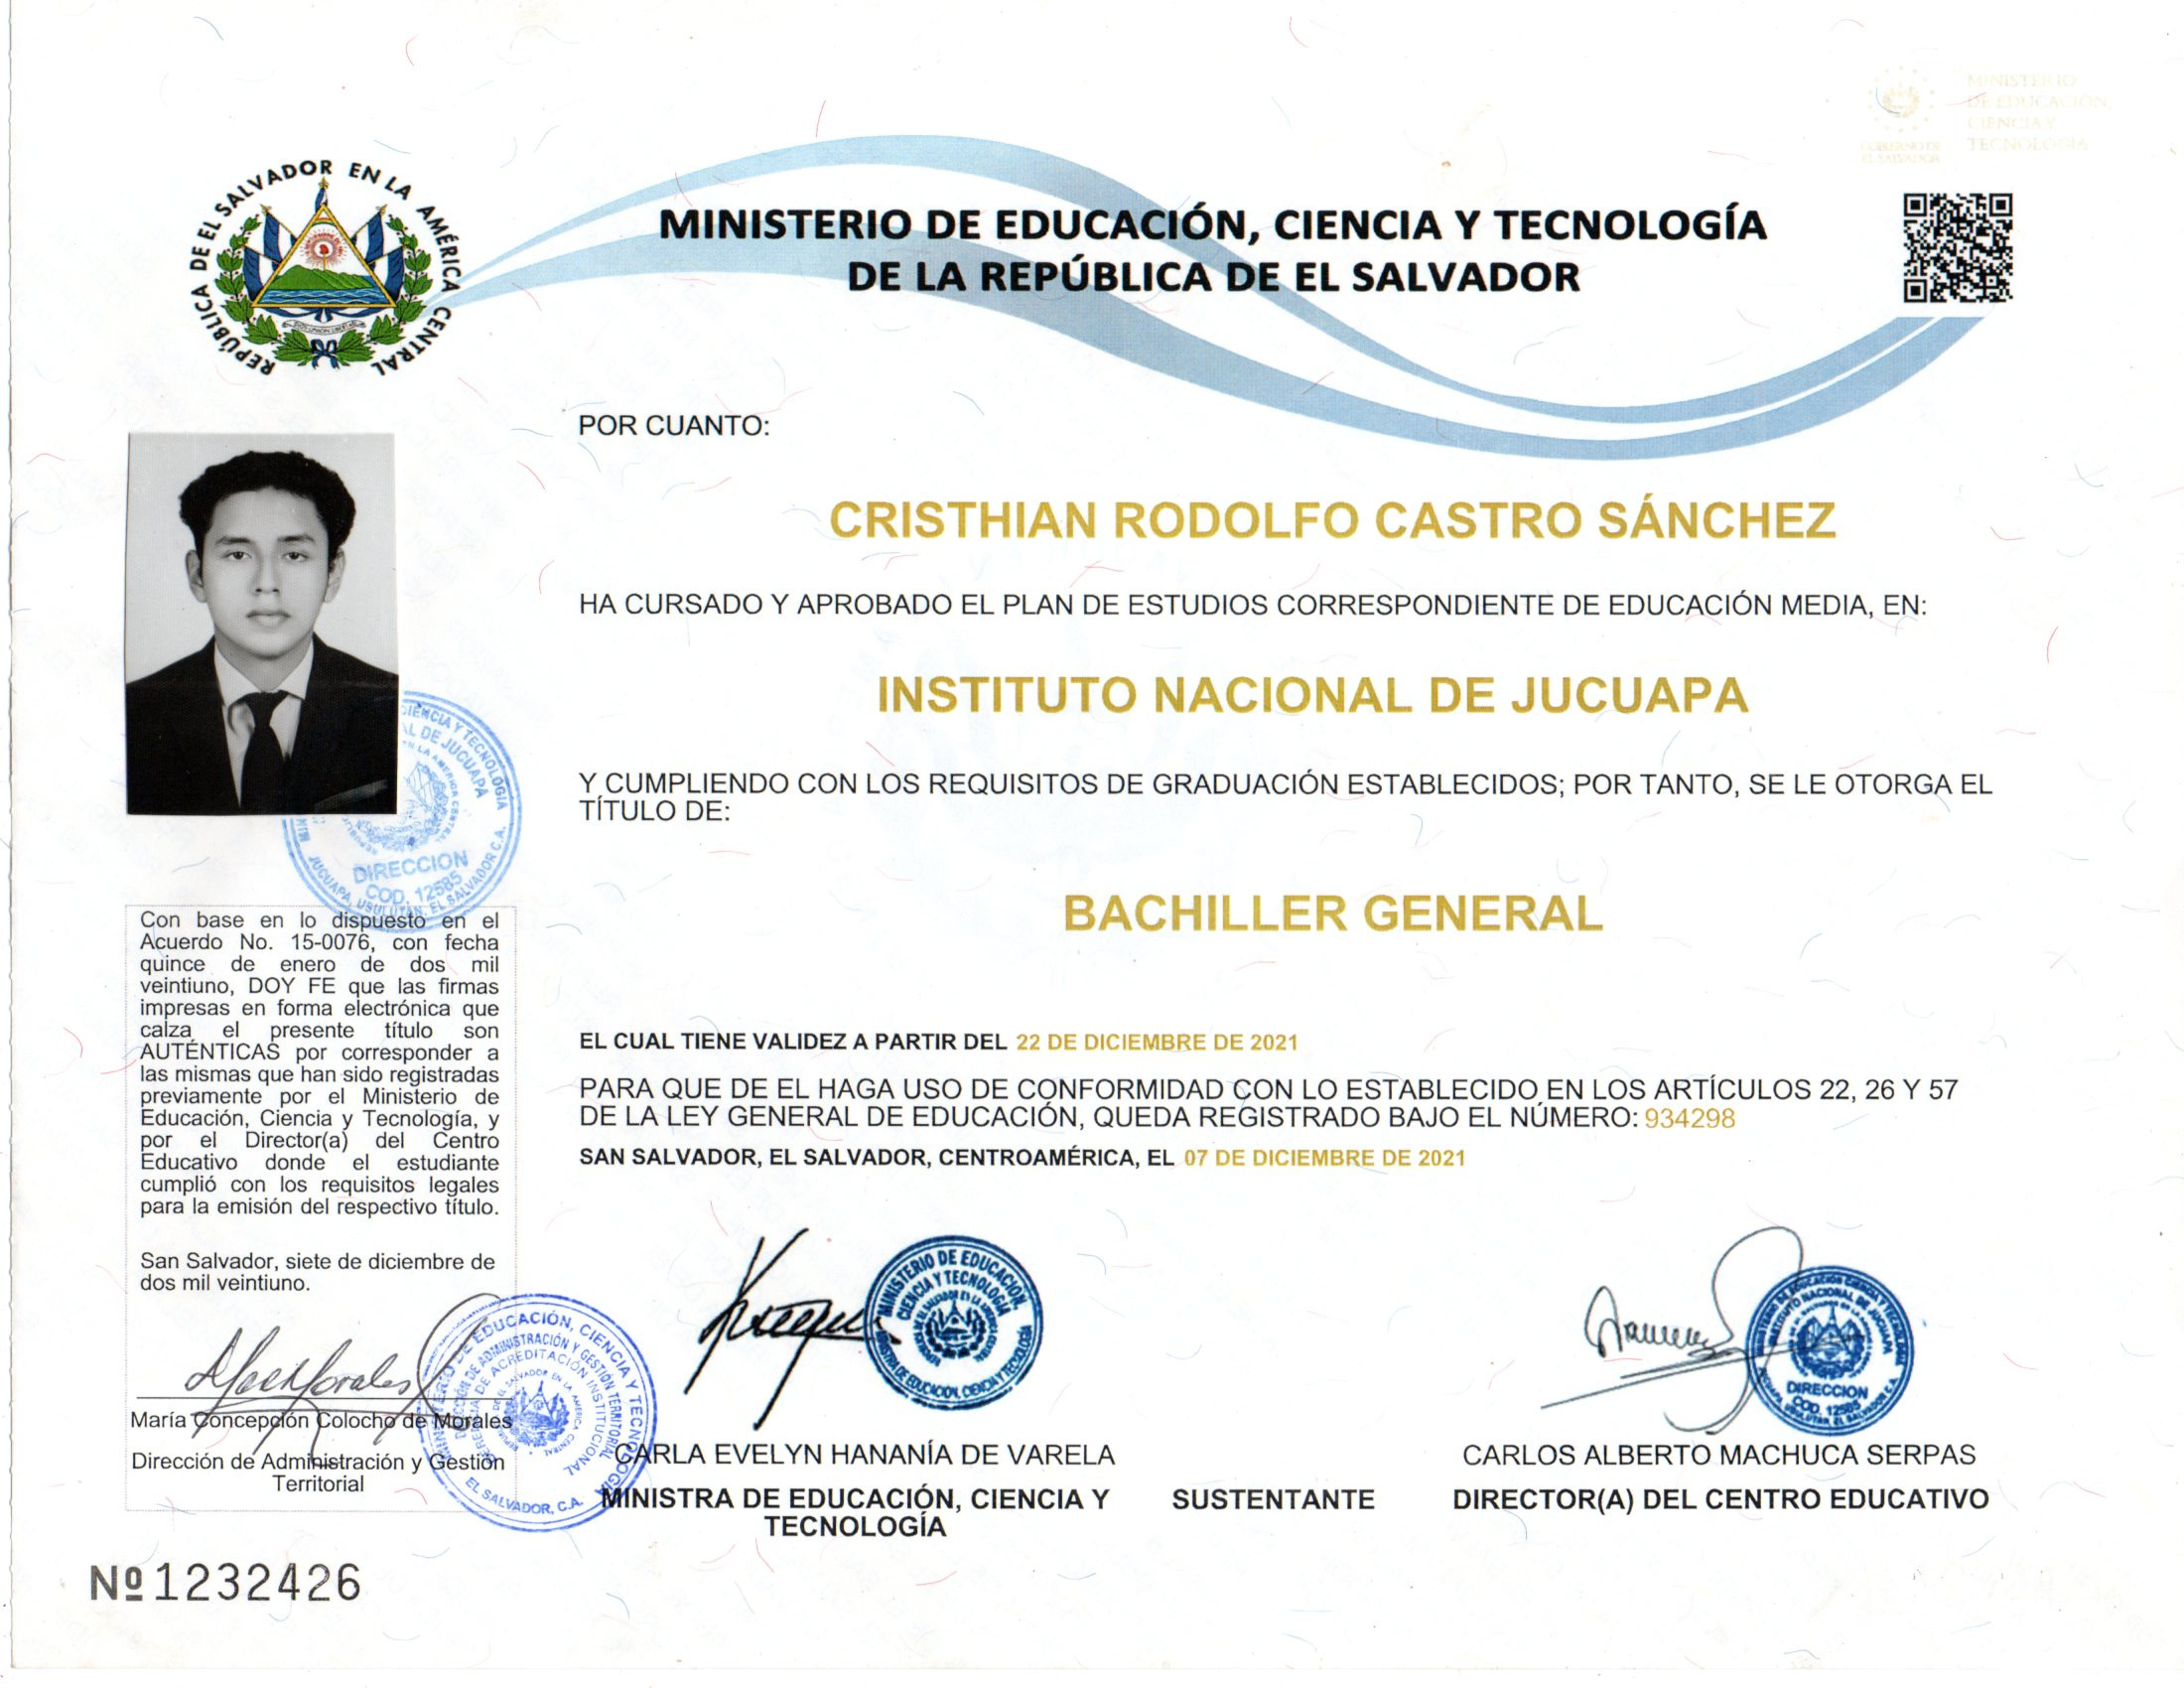 REPÚBLICA DE EL SALVADOR EN LA AMÉRICA CENTRAL
MINISTERIO
DE EDUCACIÓN
CIENCIA Y
TECNOLOGÍA
GOBIERNO DE
EL SALVADOR
MINISTERIO DE EDUCACIÓN, CIENCIA Y TECNOLOGÍA
DE LA REPÚBLICA DE EL SALVADOR
POR CUANTO:
CRISTHIAN RODOLFO CASTRO SÁNCHEZ
HA CURSADO Y APROBADO EL PLAN DE ESTUDIOS CORRESPONDIENTE DE EDUCACIÓN MEDIA, EN:
INSTITUTO NACIONAL DE JUCUAPA
Y CUMPLIENDO CON LOS REQUISITOS DE GRADUACIÓN ESTABLECIDOS; POR TANTO, SE LE OTORGA EL
TÍTULO DE:
BACHILLER GENERAL
EL CUAL TIENE VALIDEZ A PARTIR DEL 22 DE DICIEMBRE DE 2021
PARA QUE DE EL HAGA USO DE CONFORMIDAD CON LO ESTABLECIDO EN LOS ARTÍCULOS 22, 26 Y 57
DE LA LEY GENERAL DE EDUCACIÓN, QUEDA REGISTRADO BAJO EL NÚMERO: 934298
SAN SALVADOR, EL SALVADOR, CENTROAMÉRICA, EL 07 DE DICIEMBRE DE 2021
CIENCIA Y TECNOLOGÍA
DE JUCUAPA
DIRECCION
COD. 12585
JUCUAPA, USULUTÁN, EL SALVADOR C.A.
Con base en lo dispuesto en el
Acuerdo No. 15-0076, con fecha
quince de enero de dos mil
veintiuno, DOY FE que las firmas
impresas en forma electrónica que
calza el presente título son
AUTÉNTICAS por corresponder a
las mismas que han sido registradas
previamente por el Ministerio de
Educación, Ciencia y Tecnología, y
por el Director(a) del Centro
Educativo donde el estudiante
cumplió con los requisitos legales
para la emisión del respectivo título.
San Salvador, siete de diciembre de
dos mil veintiuno.
María Concepción Colocho de Morales
Dirección de Administración y Gestión
Territorial
MINISTERIO DE EDUCACIÓN, CIENCIA Y TECNOLOGÍA
DIRECCIÓN DE ADMINISTRACIÓN Y GESTIÓN TERRITORIAL
GERENCIA DE ACREDITACIÓN INSTITUCIONAL
EL SALVADOR, C.A.
MINISTERIO DE EDUCACIÓN,
CIENCIA Y TECNOLOGÍA
MINISTRA DE EDUCACIÓN, CIENCIA Y TECNOLOGÍA
CARLA EVELYN HANANÍA DE VARELA
MINISTRA DE EDUCACIÓN, CIENCIA Y
TECNOLOGÍA
SUSTENTANTE
MINISTERIO DE EDUCACIÓN CIENCIA Y TECNOLOGÍA
INSTITUTO NACIONAL DE JUCUAPA
DIRECCION
COD. 12585
JUCUAPA, USULUTÁN, EL SALVADOR C.A.
CARLOS ALBERTO MACHUCA SERPAS
DIRECTOR(A) DEL CENTRO EDUCATIVO
Nº 1232426